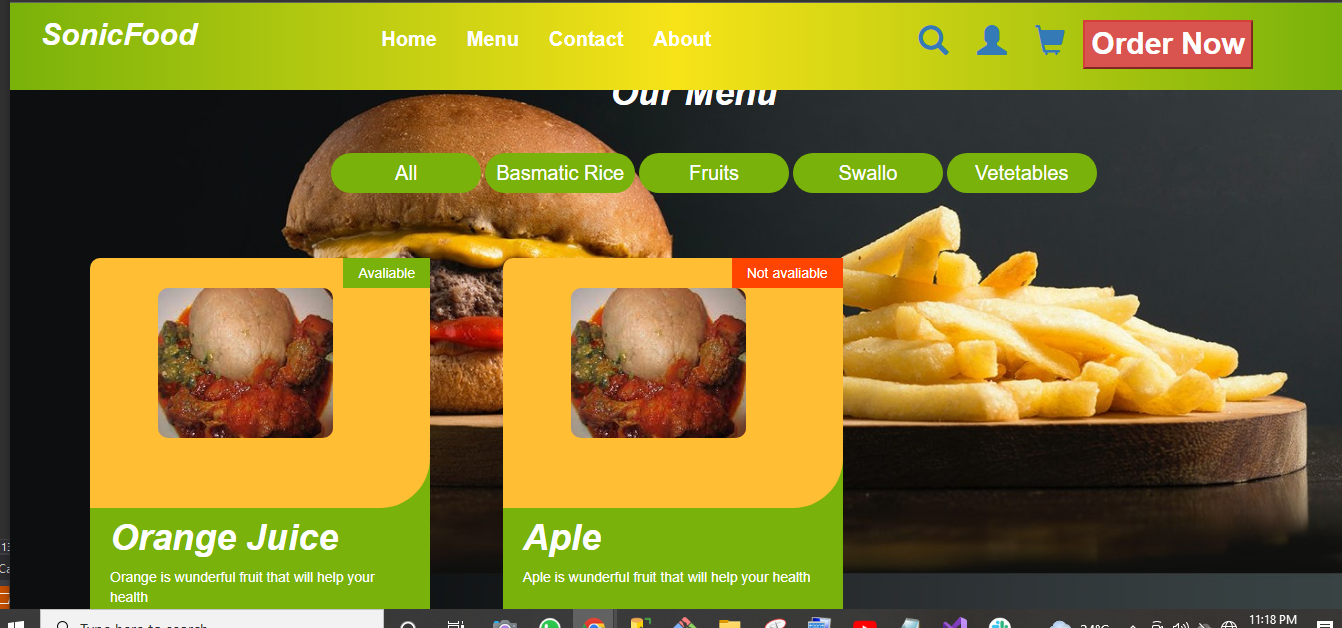 SonicFood
Home Menu Contact About
Order Now
Our Menu
All Basmatic Rice Fruits Swallo Vetetables
Avaliable
Not avaliable
Orange Juice
Orange is wunderful fruit that will help your
health
Aple
Aple is wunderful fruit that will help your health
Type here to search
24°C
11:18 PM